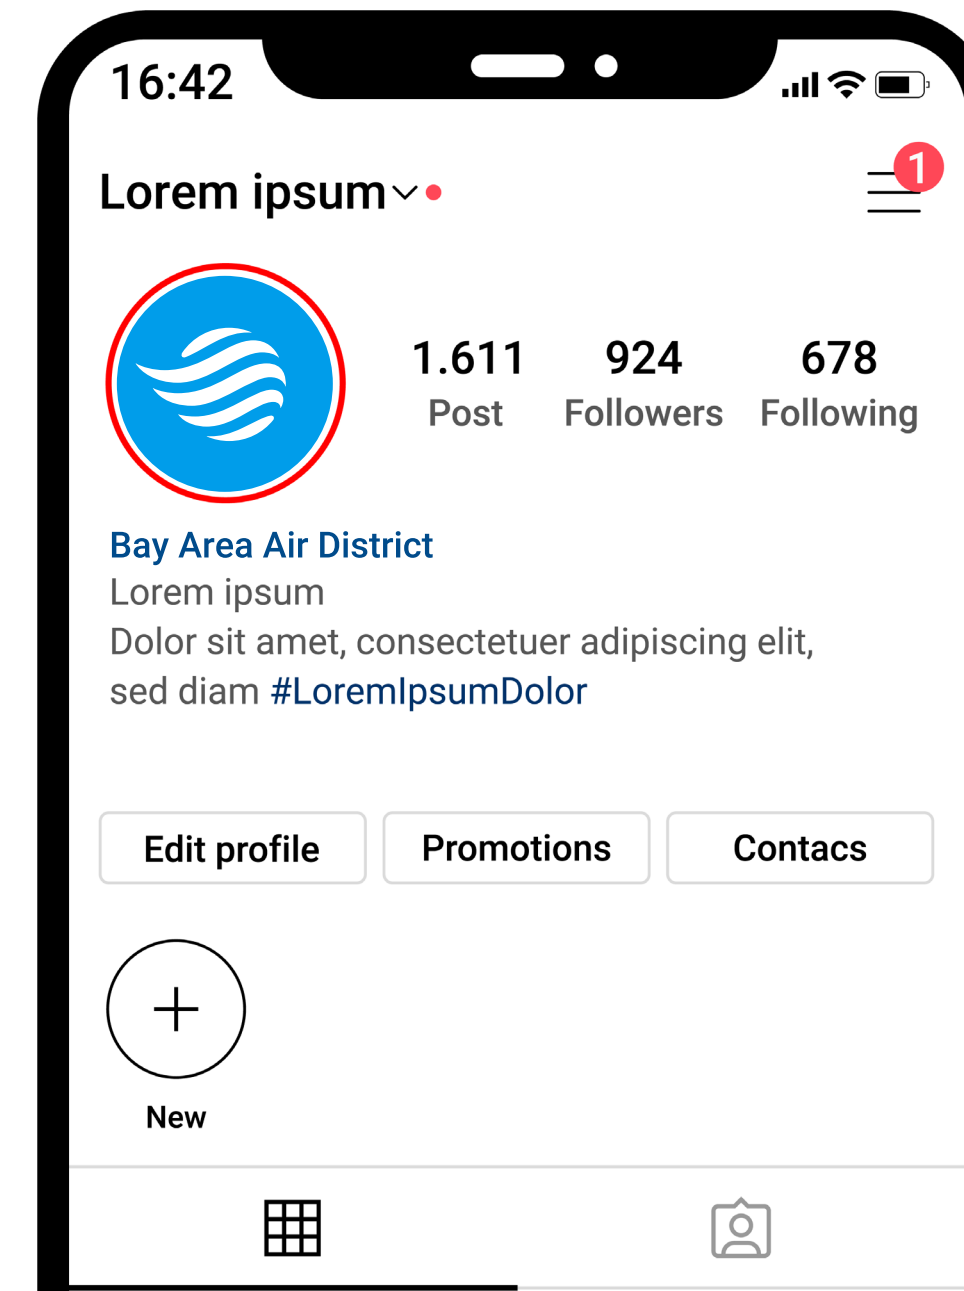 16:42
1
Lorem ipsum
1.611 924 678
Post Followers Following
Bay Area Air District
Lorem ipsum
Dolor sit amet, consectetuer adipiscing elit,
sed diam #LoremIpsumDolor
Edit profile Promotions Contacs
New